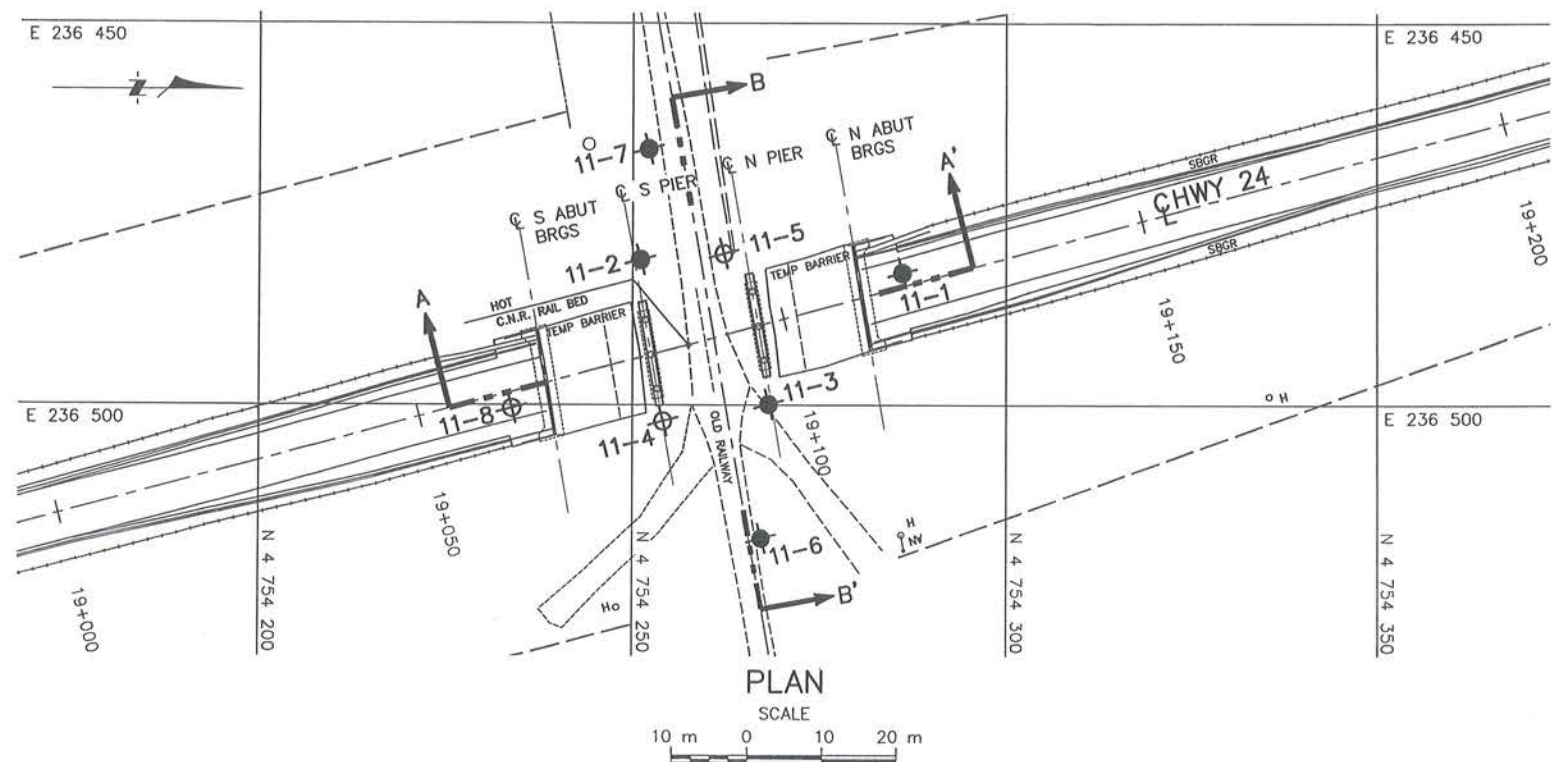 E 236 450
E 236 450
N
B
11-7
℄ N PIER
℄ N ABUT
BRGS
A'
SBGR
℄ HWY 24
℄ S PIER
℄ S ABUT
BRGS
11-5
11-2
TEMP BARRIER
11-1
SBGR
19+200
A
HOT
C.N.R. RAIL BED
TEMP BARRIER
19+150
11-3
H
E 236 500
11-8
11-4
OLD RAILWAY
19+100
E 236 500
19+050
11-6
H
AN
N 4 754 200
N 4 754 250
N 4 754 300
N 4 754 350
19+000
H
B'
PLAN
SCALE
10 m 0 10 20 m